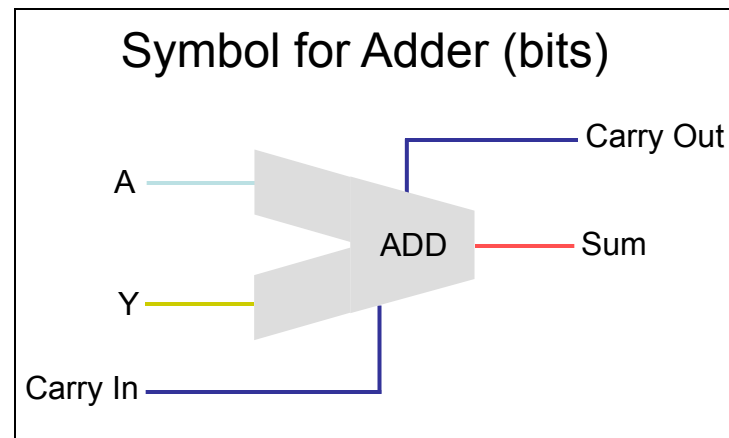 Symbol for Adder (bits)
Carry Out
A
ADD
Sum
Y
Carry In